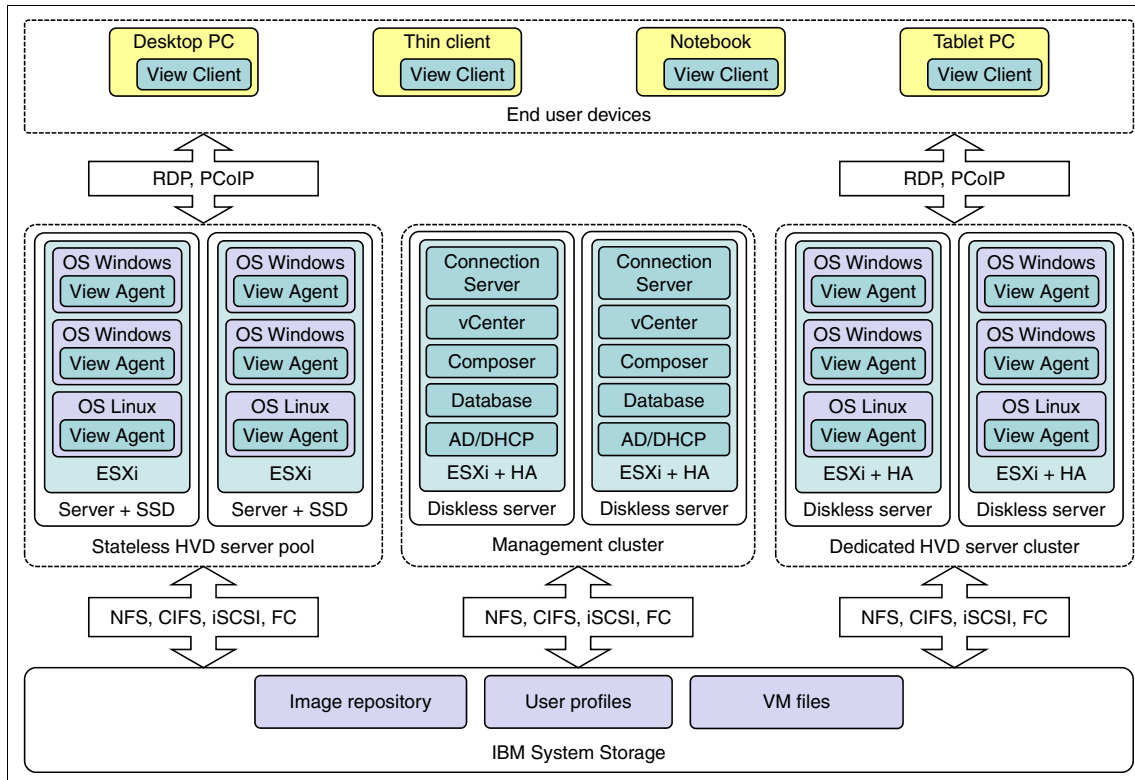 Desktop PC
View Client
Thin client
View Client
Notebook
View Client
Tablet PC
View Client
End user devices
RDP, PCoIP
RDP, PCoIP
OS Windows
View Agent
OS Windows
View Agent
OS Linux
View Agent
ESXi
Server + SSD
OS Windows
View Agent
OS Windows
View Agent
OS Linux
View Agent
ESXi
Server + SSD
Stateless HVD server pool
Connection
Server
vCenter
Composer
Database
AD/DHCP
ESXi + HA
Diskless server
Connection
Server
vCenter
Composer
Database
AD/DHCP
ESXi + HA
Diskless server
Management cluster
OS Windows
View Agent
OS Windows
View Agent
OS Linux
View Agent
ESXi + HA
Diskless server
OS Windows
View Agent
OS Windows
View Agent
OS Linux
View Agent
ESXi + HA
Diskless server
Dedicated HVD server cluster
NFS, CIFS, iSCSI, FC
NFS, CIFS, iSCSI, FC
NFS, CIFS, iSCSI, FC
Image repository
User profiles
VM files
IBM System Storage